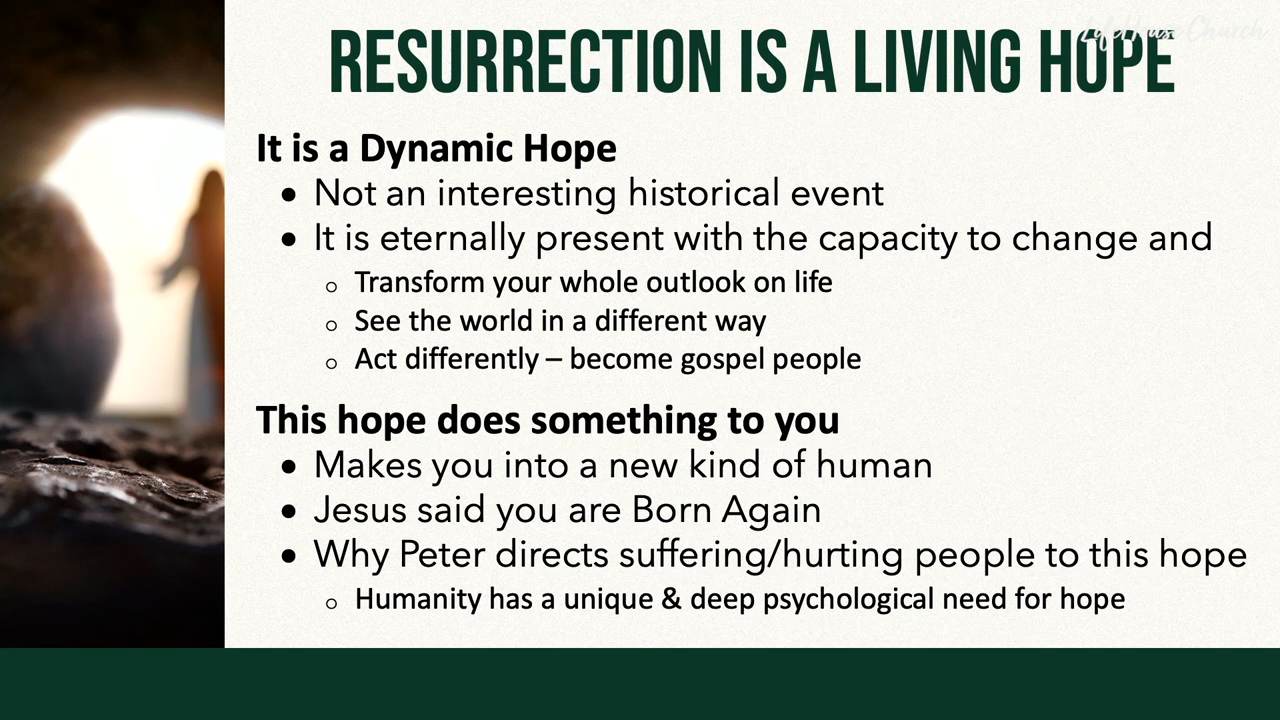 LifeHouse Church
RESURRECTION IS A LIVING HOPE
It is a Dynamic Hope
• Not an interesting historical event
• It is eternally present with the capacity to change and
o Transform your whole outlook on life
o See the world in a different way
o Act differently – become gospel people
This hope does something to you
• Makes you into a new kind of human
• Jesus said you are Born Again
• Why Peter directs suffering/hurting people to this hope
o Humanity has a unique & deep psychological need for hope